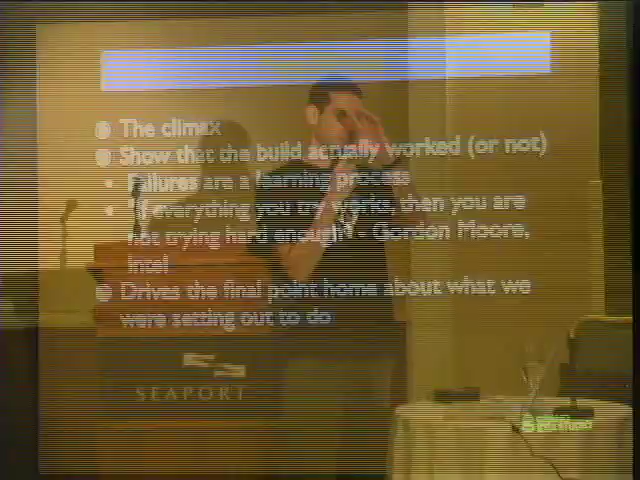 The climax
Show that the build actually worked (or not)
Failures are a learning process
"If everything you try works, then you are
not trying hard enough" - Gordon Moore,
Intel
Drives the final point home about what we
were setting out to do
SEAPORT